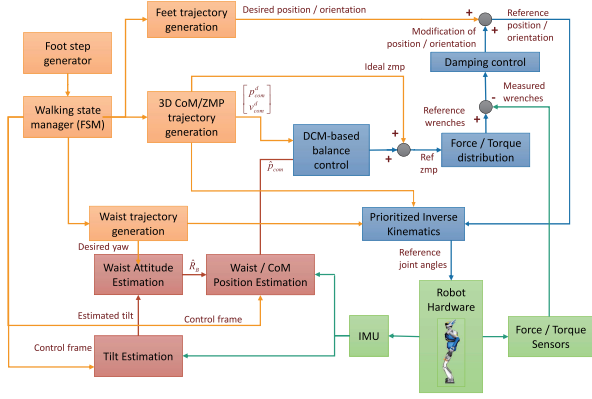 Feet trajectory
generation
Desired position / orientation
Reference
position /
orientation
+
+
Modification of
position / orientation
Foot step
generator
Damping control
Ideal zmp
Measured
wrenches
-
Walking state
manager (FSM)
3D CoM/ZMP
trajectory
generation
p^d_com
v^d_com
Reference
wrenches
+
DCM-based
balance
control
+
+
Ref
zmp
Force / Torque
distribution
p̂_com
Waist trajectory
generation
Prioritized Inverse
Kinematics
Desired yaw
Reference
joint angles
Waist Attitude
Estimation
R̂_B
Waist / CoM
Position Estimation
Robot
Hardware
Estimated tilt
Control frame
IMU
Force / Torque
Sensors
Control frame
Tilt Estimation